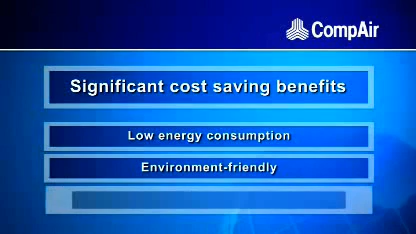 CompAir
Significant cost saving benefits
Low energy consumption
Environment-friendly